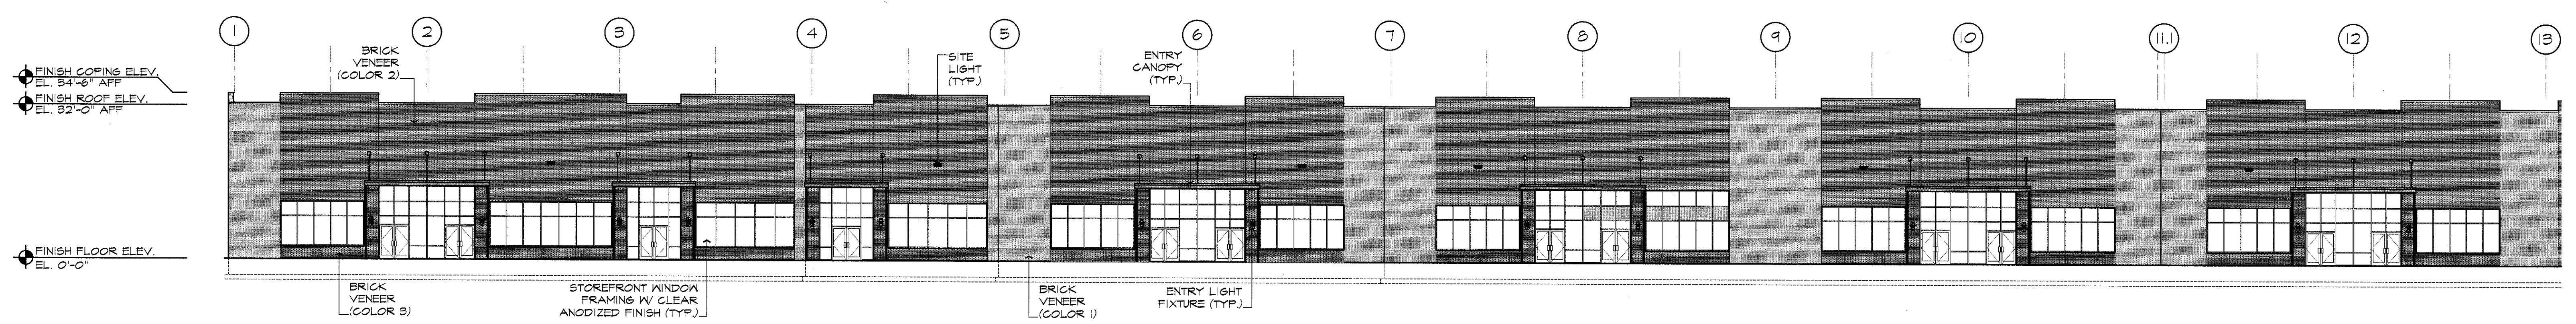 1
2
3
4
5
6
7
8
9
10
11.1
12
13
BRICK
VENEER
(COLOR 2)
SITE
LIGHT
(TYP.)
ENTRY
CANOPY
(TYP.)
FINISH COPING ELEV.
EL. 34'-6" AFF
FINISH ROOF ELEV.
EL. 32'-0" AFF
FINISH FLOOR ELEV.
EL. 0'-0"
BRICK
VENEER
(COLOR 3)
STOREFRONT WINDOW
FRAMING W/ CLEAR
ANODIZED FINISH (TYP.)
BRICK
VENEER
(COLOR 1)
ENTRY LIGHT
FIXTURE (TYP.)